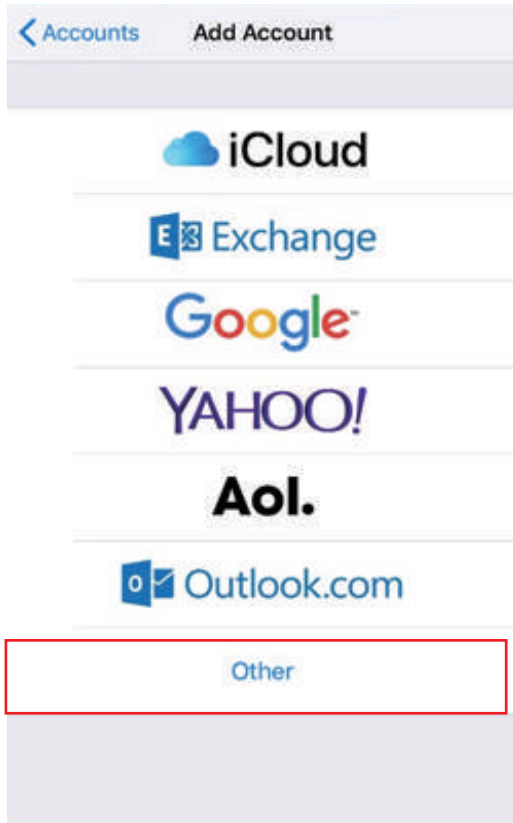 Accounts Add Account
iCloud
E Exchange
Google
YAHOO!
Aol.
o Outlook.com
Other